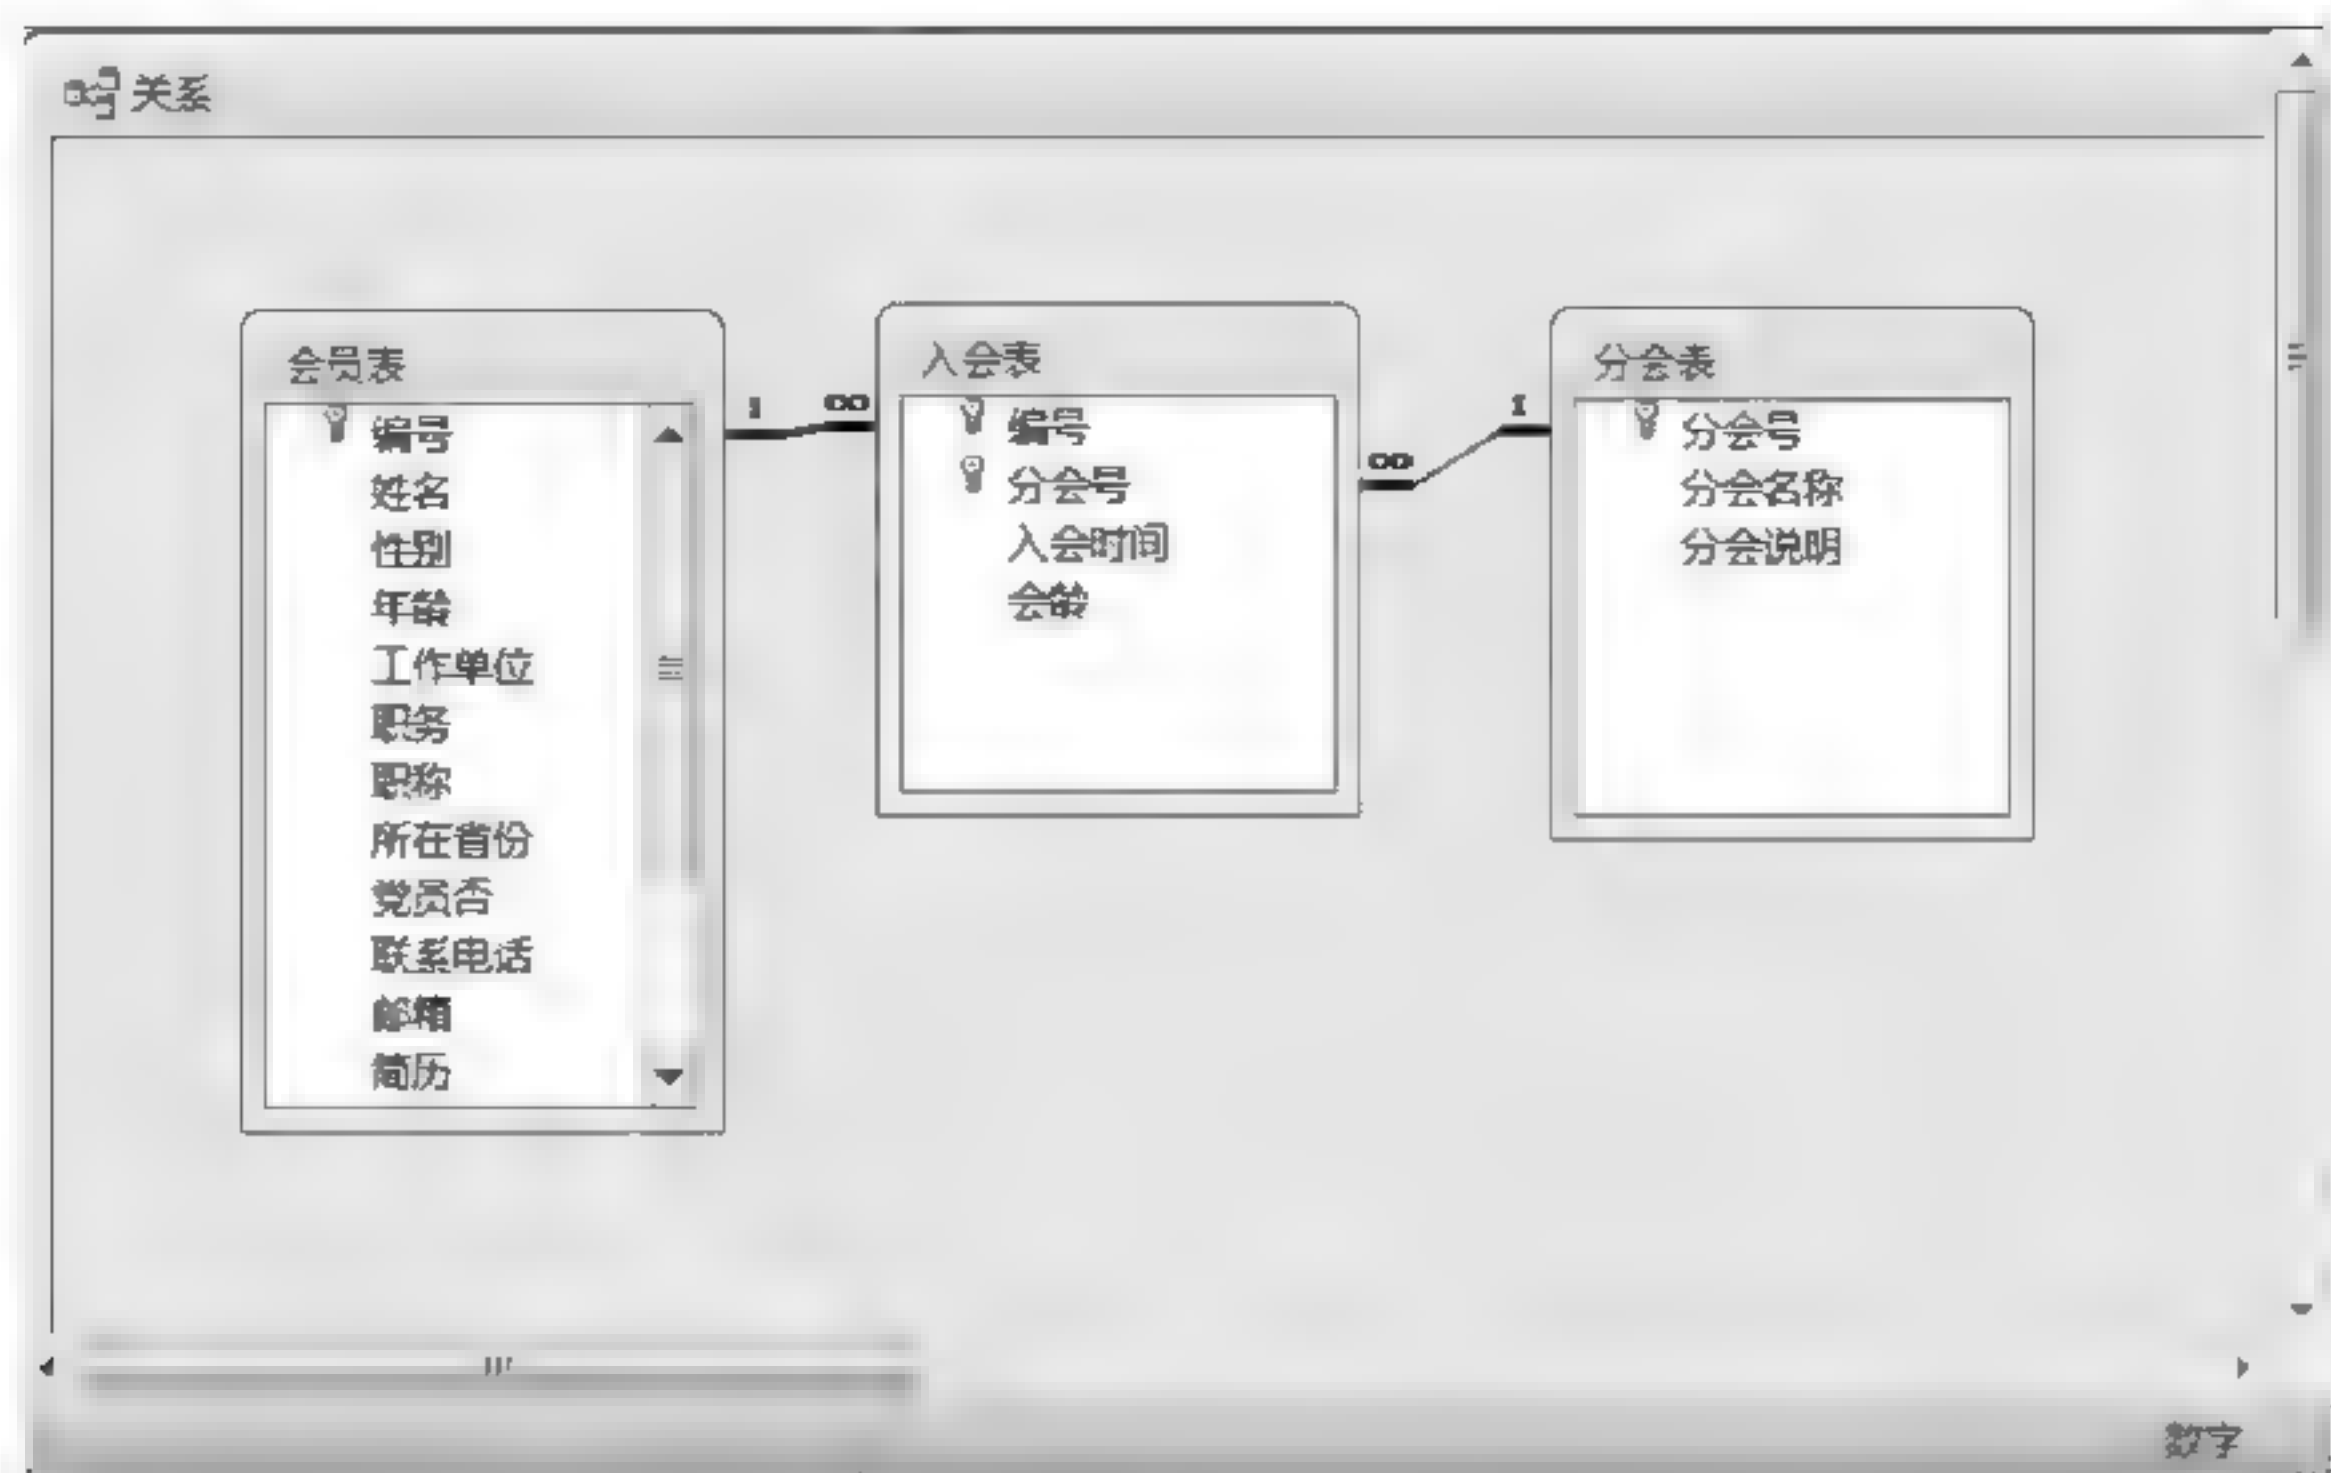 关系
会员表
编号
姓名
性别
年龄
工作单位
职务
职称
所在省份
党员否
联系电话
邮箱
简历
1
∞
入会表
编号
分会号
入会时间
会龄
∞
1
分会表
分会号
分会名称
分会说明
数字